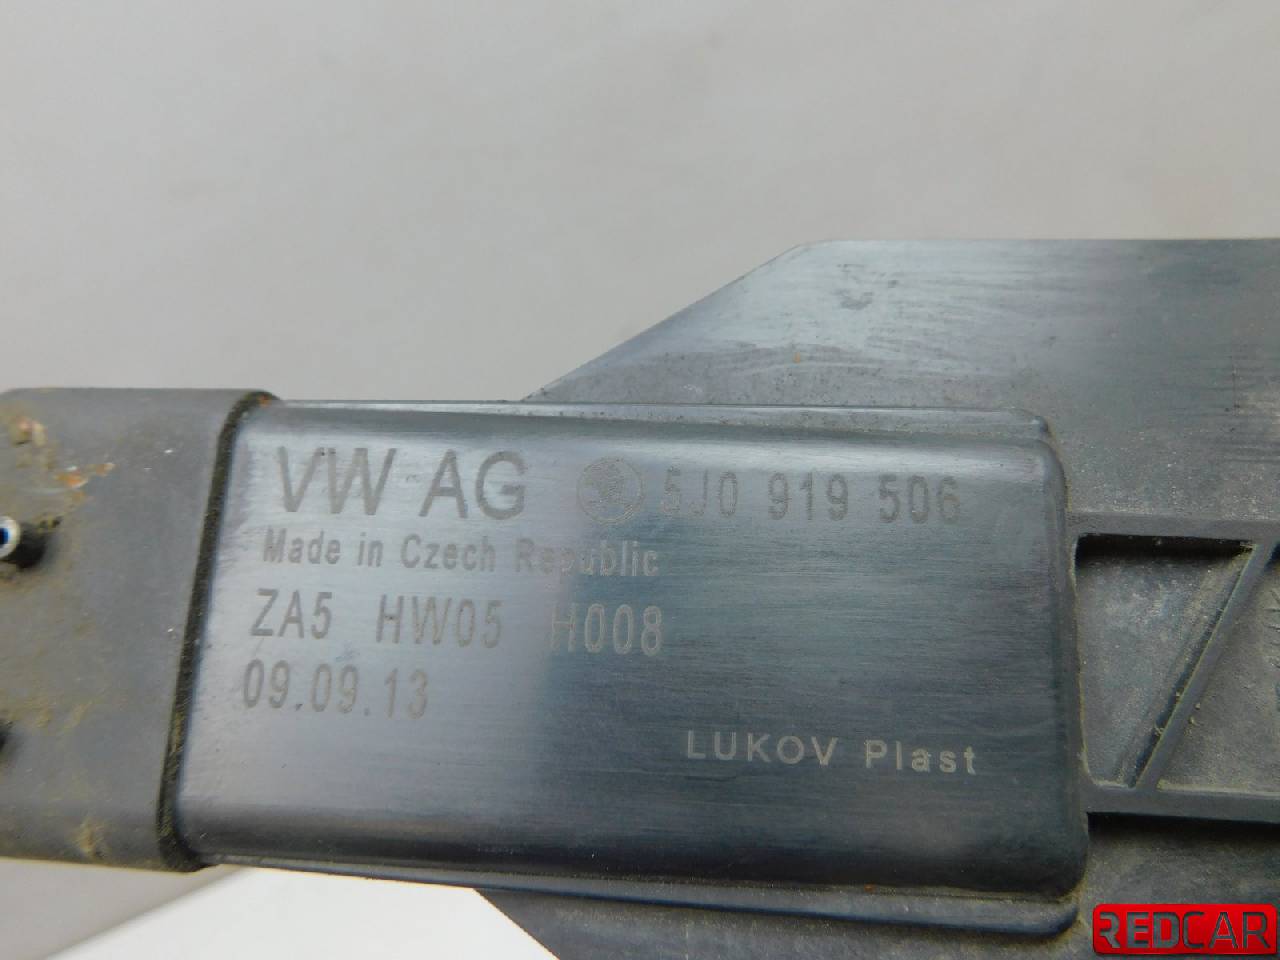 VW AG 5J0 919 506
Made in Czech Republic
ZA5 HW05 H008
09.09.13
LUKOV Plast
REDCAR